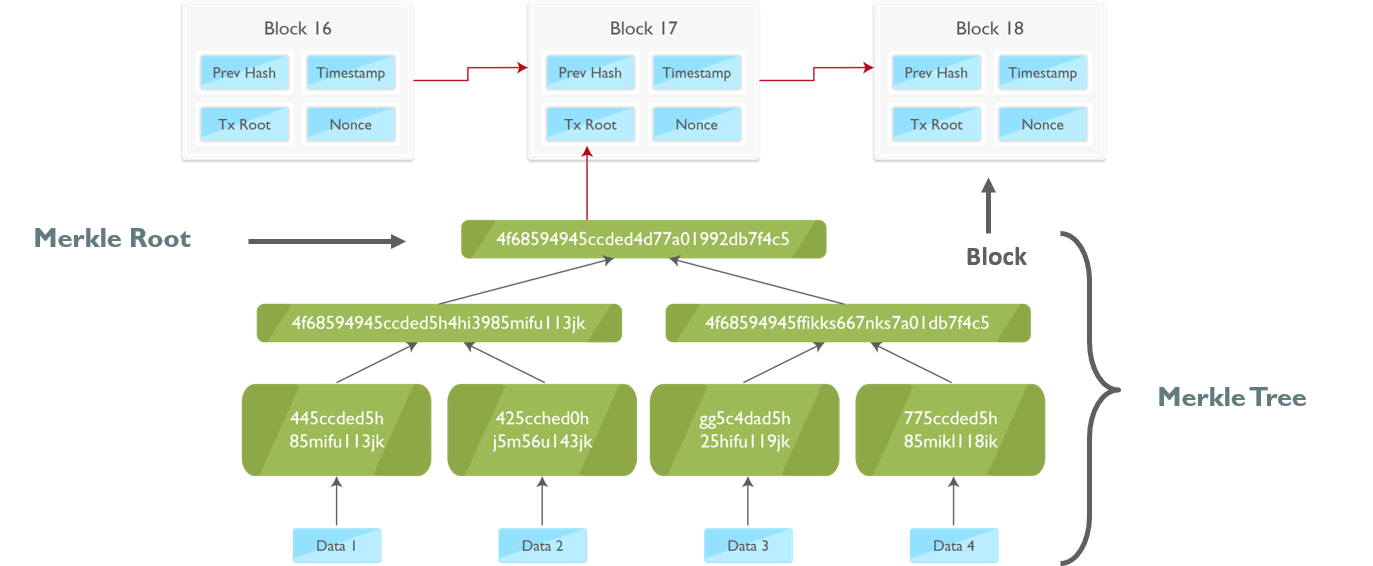 Block 16
Block 17
Block 18
Prev Hash
Timestamp
Prev Hash
Timestamp
Prev Hash
Timestamp
Tx Root
Nonce
Tx Root
Nonce
Tx Root
Nonce
Merkle Root
4f68594945ccded4d77a01992db7f4c5
Block
4f68594945ccded5h4hi3985mifu113jk
4f68594945ffikks667nks7a01db7f4c5
Merkle Tree
445ccded5h
85mifu113jk
425cched0h
j5m56u143jk
gg5c4dad5h
25hifu119jk
775ccded5h
85mikl118ik
Data 1
Data 2
Data 3
Data 4